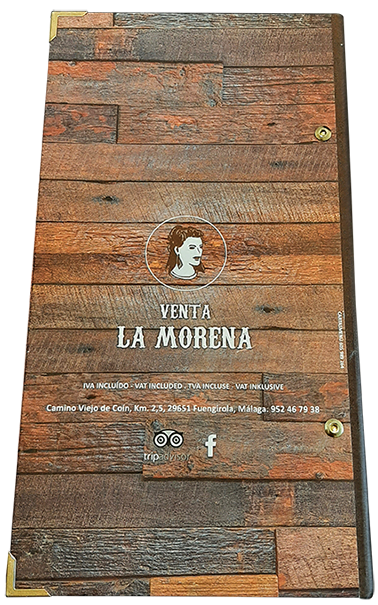 VENTA
LA MORENA
IVA INCLUÍDO - VAT INCLUDED - TVA INCLUSE - VAT INKLUSIVE
Camino Viejo de Coín, Km. 2,5, 29651 Fuengirola, Málaga: 952 46 79 38
tripadvisor
f